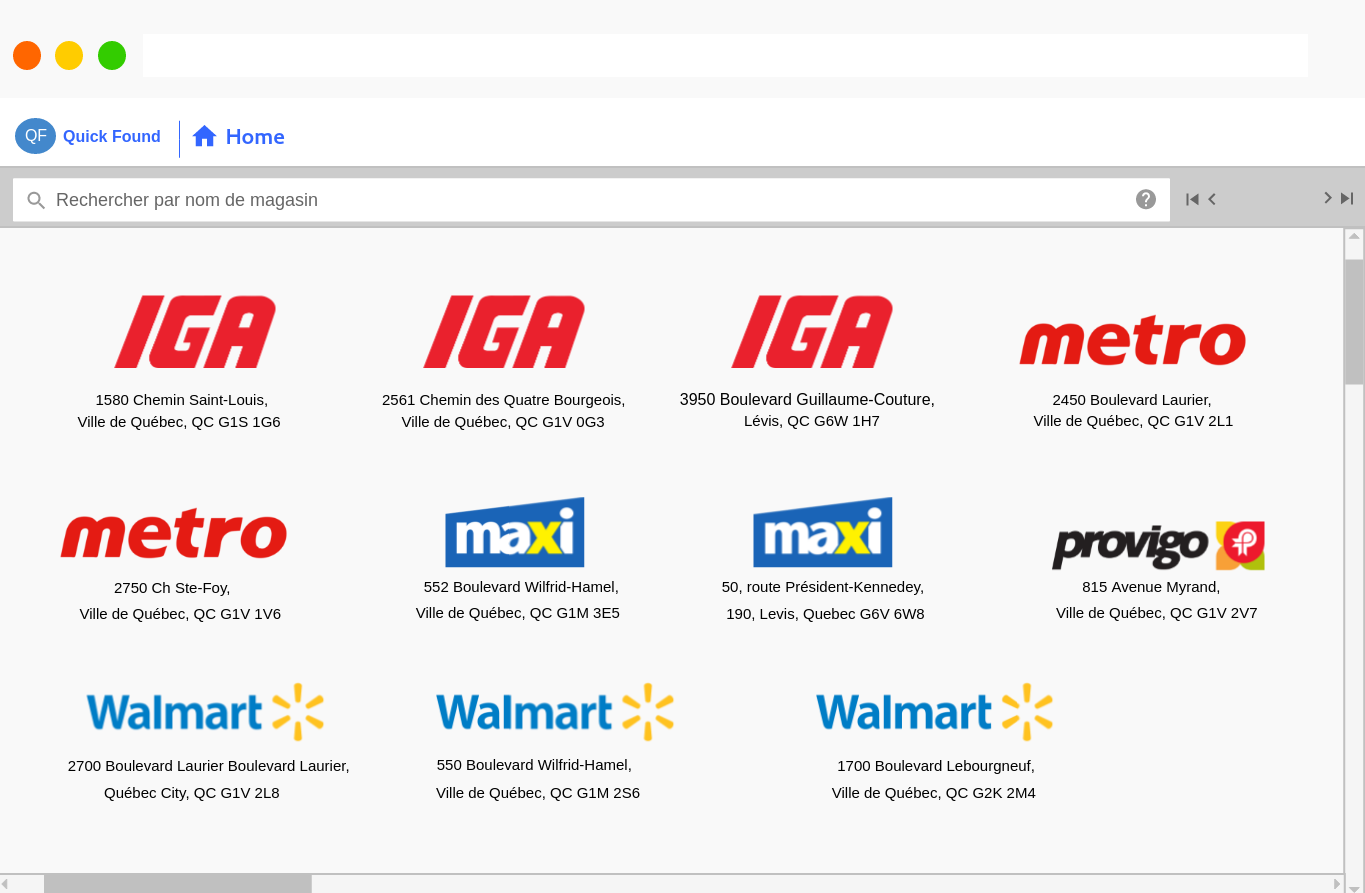 QF Quick Found Home
Rechercher par nom de magasin
IGA IGA IGA metro
1580 Chemin Saint-Louis,
Ville de Québec, QC G1S 1G6
2561 Chemin des Quatre Bourgeois,
Ville de Québec, QC G1V 0G3
3950 Boulevard Guillaume-Couture,
Lévis, QC G6W 1H7
2450 Boulevard Laurier,
Ville de Québec, QC G1V 2L1
metro maxi maxi provigo
2750 Ch Ste-Foy,
Ville de Québec, QC G1V 1V6
552 Boulevard Wilfrid-Hamel,
Ville de Québec, QC G1M 3E5
50, route Président-Kennedey,
190, Levis, Quebec G6V 6W8
815 Avenue Myrand,
Ville de Québec, QC G1V 2V7
Walmart Walmart Walmart
2700 Boulevard Laurier Boulevard Laurier,
Québec City, QC G1V 2L8
550 Boulevard Wilfrid-Hamel,
Ville de Québec, QC G1M 2S6
1700 Boulevard Lebourgneuf,
Ville de Québec, QC G2K 2M4